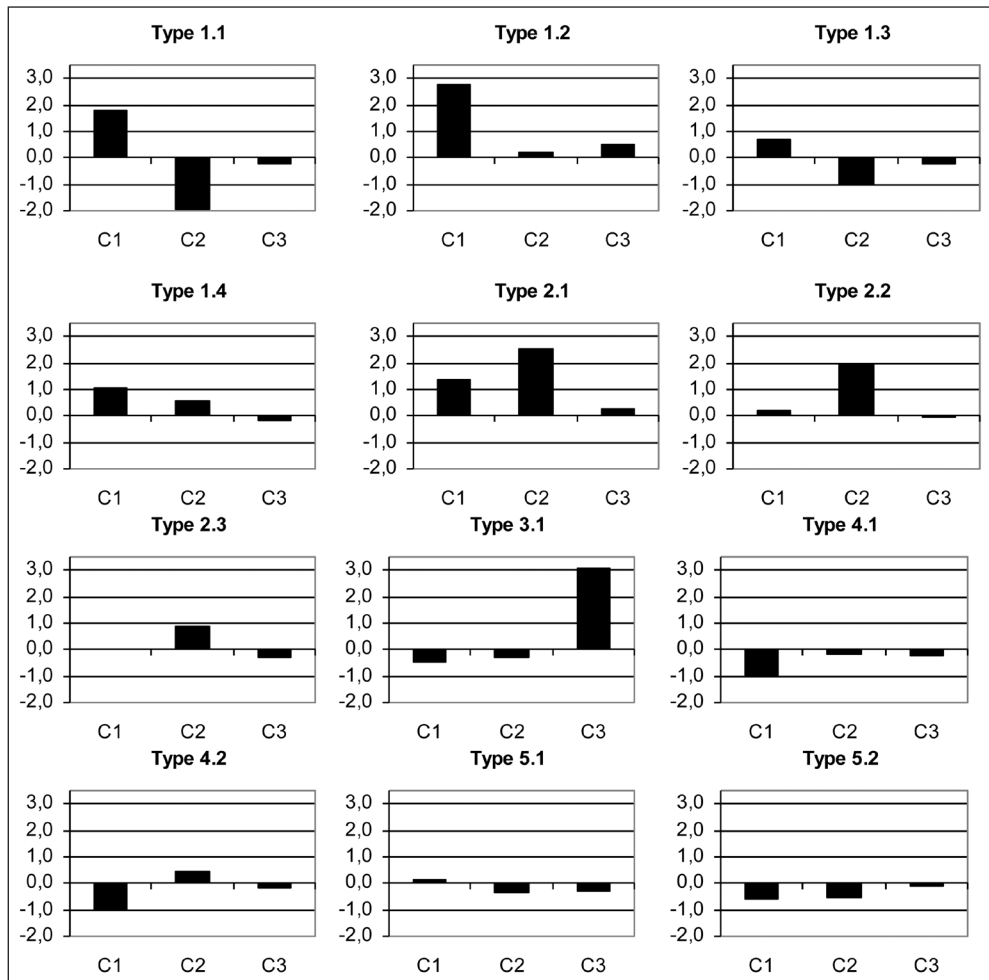 Type 1.1 Type 1.2 Type 1.3
3,0 3,0 3,0
2,0 2,0 2,0
1,0 1,0 1,0
0,0 0,0 0,0
-1,0 -1,0 -1,0
-2,0 -2,0 -2,0
C1 C2 C3 C1 C2 C3 C1 C2 C3
Type 1.4 Type 2.1 Type 2.2
3,0 3,0 3,0
2,0 2,0 2,0
1,0 1,0 1,0
0,0 0,0 0,0
-1,0 -1,0 -1,0
-2,0 -2,0 -2,0
C1 C2 C3 C1 C2 C3 C1 C2 C3
Type 2.3 Type 3.1 Type 4.1
3,0 3,0 3,0
2,0 2,0 2,0
1,0 1,0 1,0
0,0 0,0 0,0
-1,0 -1,0 -1,0
-2,0 -2,0 -2,0
C1 C2 C3 C1 C2 C3 C1 C2 C3
Type 4.2 Type 5.1 Type 5.2
3,0 3,0 3,0
2,0 2,0 2,0
1,0 1,0 1,0
0,0 0,0 0,0
-1,0 -1,0 -1,0
-2,0 -2,0 -2,0
C1 C2 C3 C1 C2 C3 C1 C2 C3